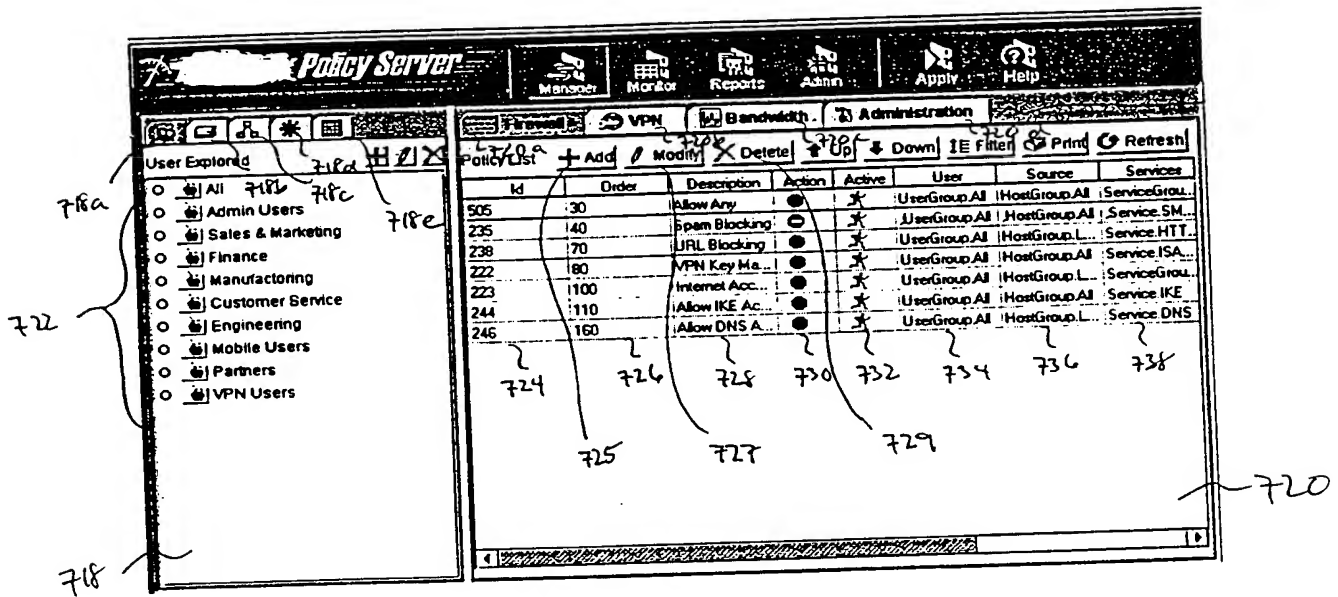 Policy Server
Manager Monitor Reports Admin Apply Help
Firewall VPN Bandwidth Administration
720a 720b 720c 720d
User Explored
Policy List Add Modify Delete Up Down Filter Print Refresh
718a 718b 718c 718d 718e
Id Order Description Action Active User Source Services
505 30 Allow Any UserGroup.All HostGroup.All ServiceGrou...
235 40 Spam Blocking UserGroup.All HostGroup.All Service.SM...
238 70 URL Blocking UserGroup.All HostGroup.L... Service.HTT...
222 80 VPN Key Ma... UserGroup.All HostGroup.All Service.ISA...
223 100 Internet Acc... UserGroup.All HostGroup.L... ServiceGrou...
244 110 Allow IKE Ac... UserGroup.All HostGroup.All Service.IKE
246 160 Allow DNS A... UserGroup.All HostGroup.L... Service.DNS
All
Admin Users
Sales & Marketing
Finance
Manufactoring
Customer Service
Engineering
Mobile Users
Partners
VPN Users
722
724 726 728 730 732 734 736 738
725 727 729
720
718